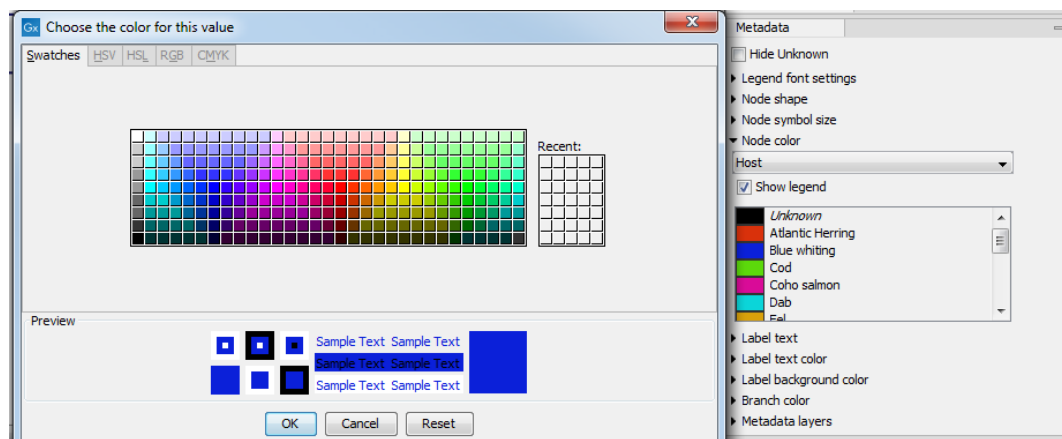 Gx Choose the color for this value
x
Swatches HSV HSL RGB CMYK
Recent:
Preview
Sample Text Sample Text
Sample Text Sample Text
Sample Text Sample Text
OK Cancel Reset
Metadata
Hide Unknown
Legend font settings
Node shape
Node symbol size
Node color
Host
Show legend
Unknown
Atlantic Herring
Blue whiting
Cod
Coho salmon
Dab
Eel
Label text
Label text color
Label background color
Branch color
Metadata layers